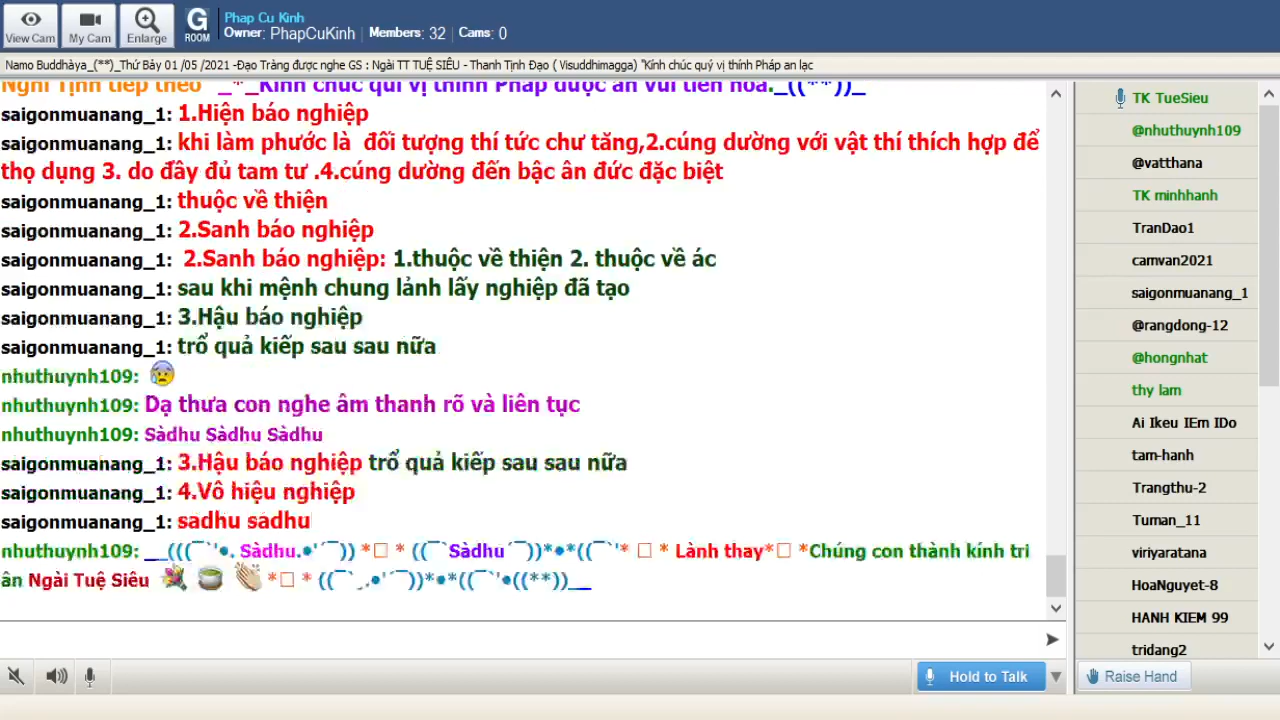 View Cam
My Cam
Enlarge
G
ROOM
Phap Cu Kinh
Owner: PhapCuKinh | Members: 32 | Cams: 0
Namo Buddhàya_(**)_Thứ Bảy 01 /05 /2021 -Đạo Tràng được nghe GS : Ngài TT TUỆ SIÊU - Thanh Tịnh Đạo ( Visuddhimagga) "Kính chúc quý vị thính Pháp an lạc
Nghi Tịnh tiếp theo "_*_Kính chúc quí vị thính Pháp được an vui tiến hóa._((**))_
saigonmuanang_1: 1.Hiện báo nghiệp
saigonmuanang_1: khi làm phước là đối tượng thí tức chư tăng,2.cúng dường với vật thí thích hợp để
thọ dụng 3. do đầy đủ tam tư .4.cúng dường đến bậc ân đức đặc biệt
saigonmuanang_1: thuộc về thiện
saigonmuanang_1: 2.Sanh báo nghiệp
saigonmuanang_1: 2.Sanh báo nghiệp: 1.thuộc về thiện 2. thuộc về ác
saigonmuanang_1: sau khi mệnh chung lảnh lấy nghiệp đã tạo
saigonmuanang_1: 3.Hậu báo nghiệp
saigonmuanang_1: trổ quả kiếp sau sau nữa
nhuthuynh109:
nhuthuynh109: Dạ thưa con nghe âm thanh rõ và liên tục
nhuthuynh109: Sàdhu Sàdhu Sàdhu
saigonmuanang_1: 3.Hậu báo nghiệp trổ quả kiếp sau sau nữa
saigonmuanang_1: 4.Vô hiệu nghiệp
saigonmuanang_1: sadhu sadhu
nhuthuynh109: __(((¯`'•. Sàdhu.•'´¯)) *□ * ((¯`Sàdhu´¯))*•*((¯`'* □ * Lành thay*□ *Chúng con thành kính tri
ân Ngài Tuệ Siêu *□ * ((¯`._.•'´¯))*•*((¯`'•((**))__
TK TueSieu
@nhuthuynh109
@vatthana
TK minhhanh
TranDao1
camvan2021
saigonmuanang_1
@rangdong-12
@hongnhat
thy lam
Ai Ikeu IEm IDo
tam-hanh
Trangthu-2
Tuman_11
viriyaratana
HoaNguyet-8
HANH KIEM 99
tridang2
Hold to Talk
Raise Hand